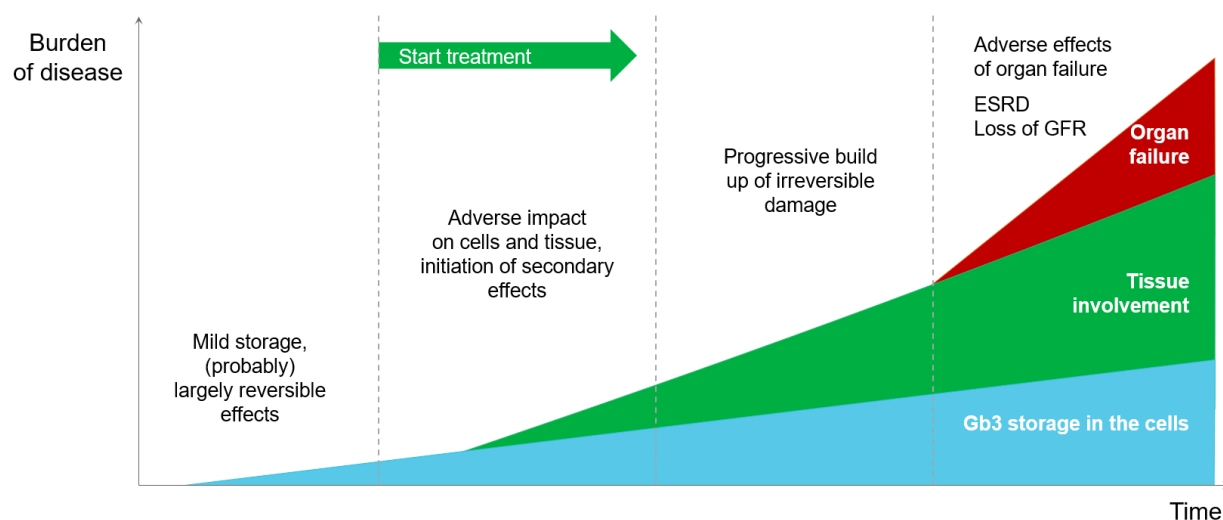 Burden
of disease
Start treatment
Adverse effects
of organ failure
ESRD
Loss of GFR
Organ
failure
Progressive build
up of irreversible
damage
Adverse impact
on cells and tissue,
initiation of secondary
effects
Tissue
involvement
Mild storage,
(probably)
largely reversible
effects
Gb3 storage in the cells
Time